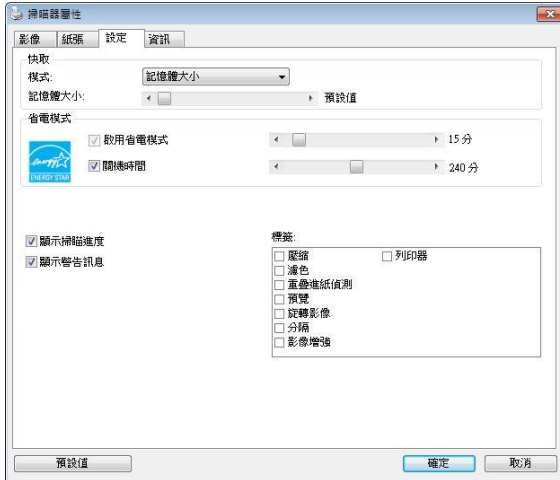 掃瞄器屬性
影像 紙張 設定 資訊
快取
模式: 記憶體大小
記憶體大小: 預設值
省電模式
啟用省電模式 15 分
關機時間 240 分
ENERGY STAR
顯示掃瞄進度
顯示警告訊息
標籤:
壓縮 列印器
濾色
重疊進紙偵測
預覽
旋轉影像
分隔
影像增強
預設值 確定 取消